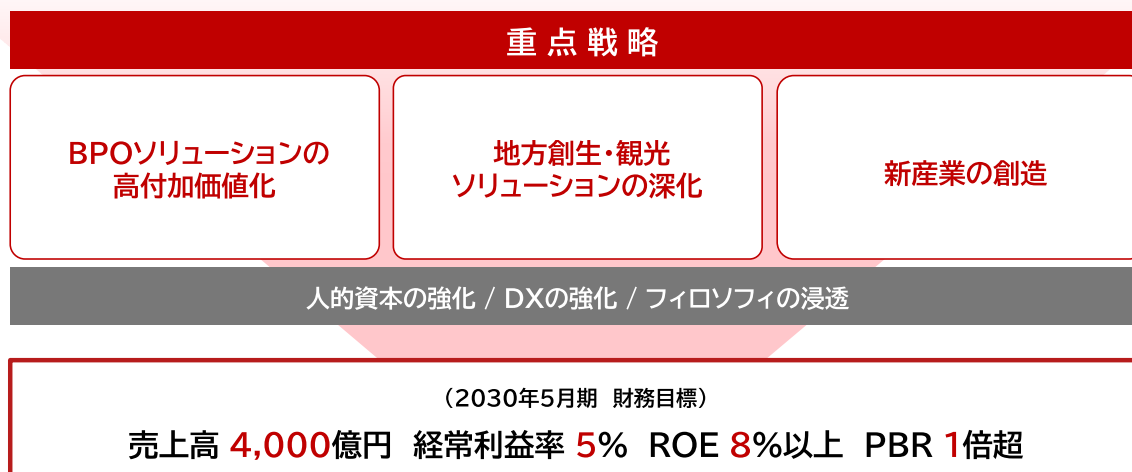 重点戦略
BPOソリューションの
高付加価値化
地方創生・観光
ソリューションの深化
新産業の創造
人的資本の強化 / DXの強化 / フィロソフィの浸透
（2030年5月期 財務目標）
売上高 4,000億円 経常利益率 5% ROE 8%以上 PBR 1倍超